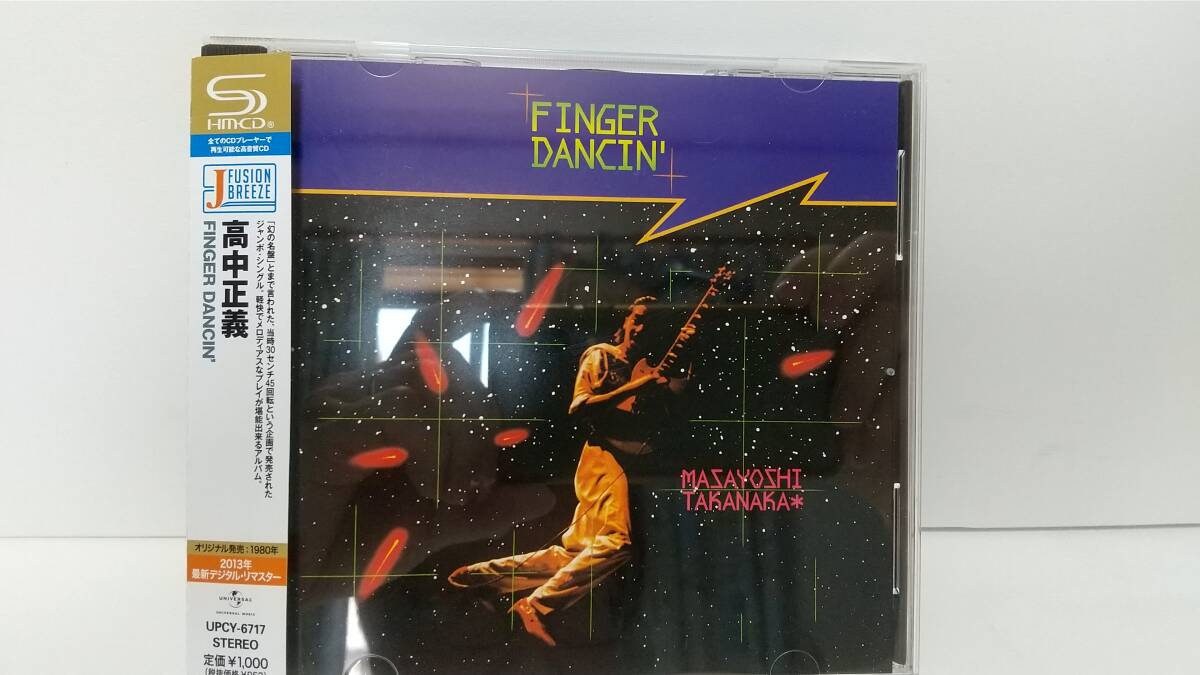 SHM-CD®
全てのCDプレーヤーで
再生可能な高音質CD
J FUSION
BREEZE
高中正義
FINGER DANCIN'
「幻の名盤」とまで言われた、当時30センチ45回転という企画で発売された
ジャンボ・シングル。軽快でメロディアスなプレイが堪能出来るアルバム。
オリジナル発売:1980年
2013年
最新デジタル・リマスター
UNIVERSAL
UNIVERSAL MUSIC
UPCY-6717
STEREO
定価¥1,000
FINGER
DANCIN'
MASAYOSHI
TAKANAKA*